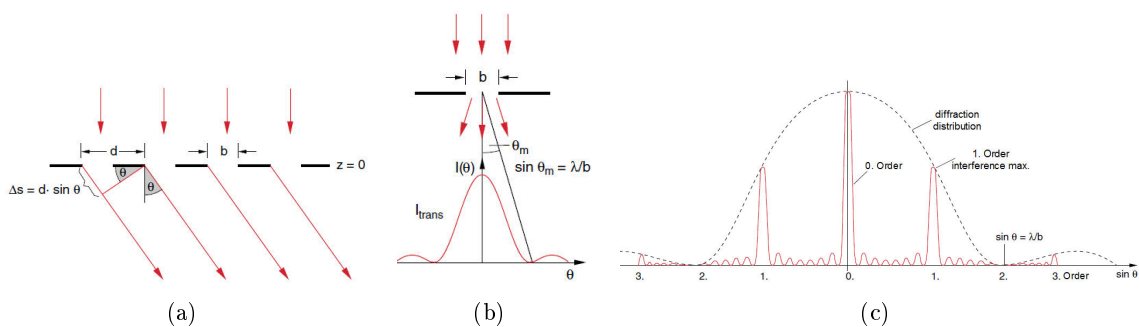 d
b
z = 0
θ
θ
Δs = d· sin θ
(a)
b
θm
I(θ)
sin θm = λ/b
Itrans
θ
(b)
diffraction
distribution
0. Order
1. Order
interference max.
sin θ = λ/b
3.
2.
1.
0.
1.
2.
3. Order
sin θ
(c)